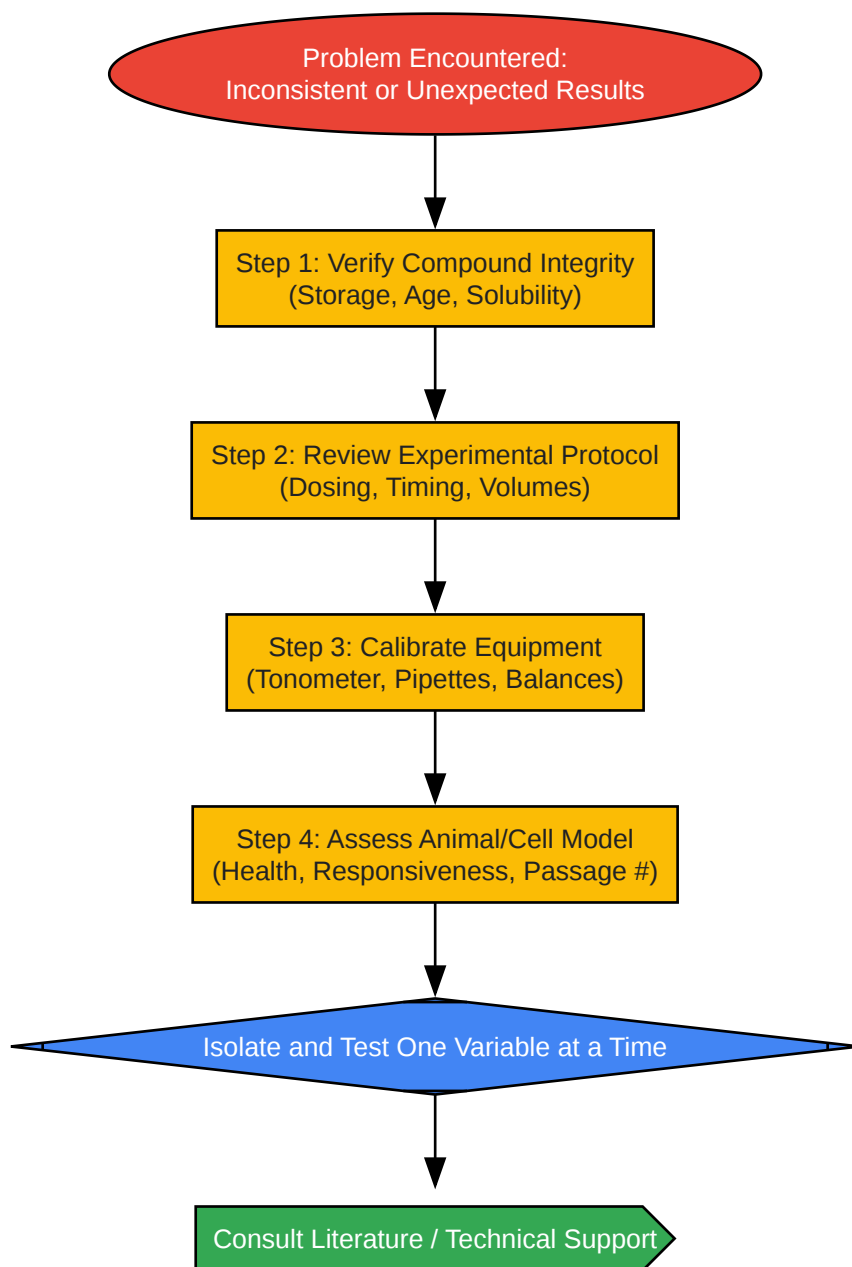 Problem Encountered:
Inconsistent or Unexpected Results
Step 1: Verify Compound Integrity
(Storage, Age, Solubility)
Step 2: Review Experimental Protocol
(Dosing, Timing, Volumes)
Step 3: Calibrate Equipment
(Tonometer, Pipettes, Balances)
Step 4: Assess Animal/Cell Model
(Health, Responsiveness, Passage #)
Isolate and Test One Variable at a Time
Consult Literature / Technical Support